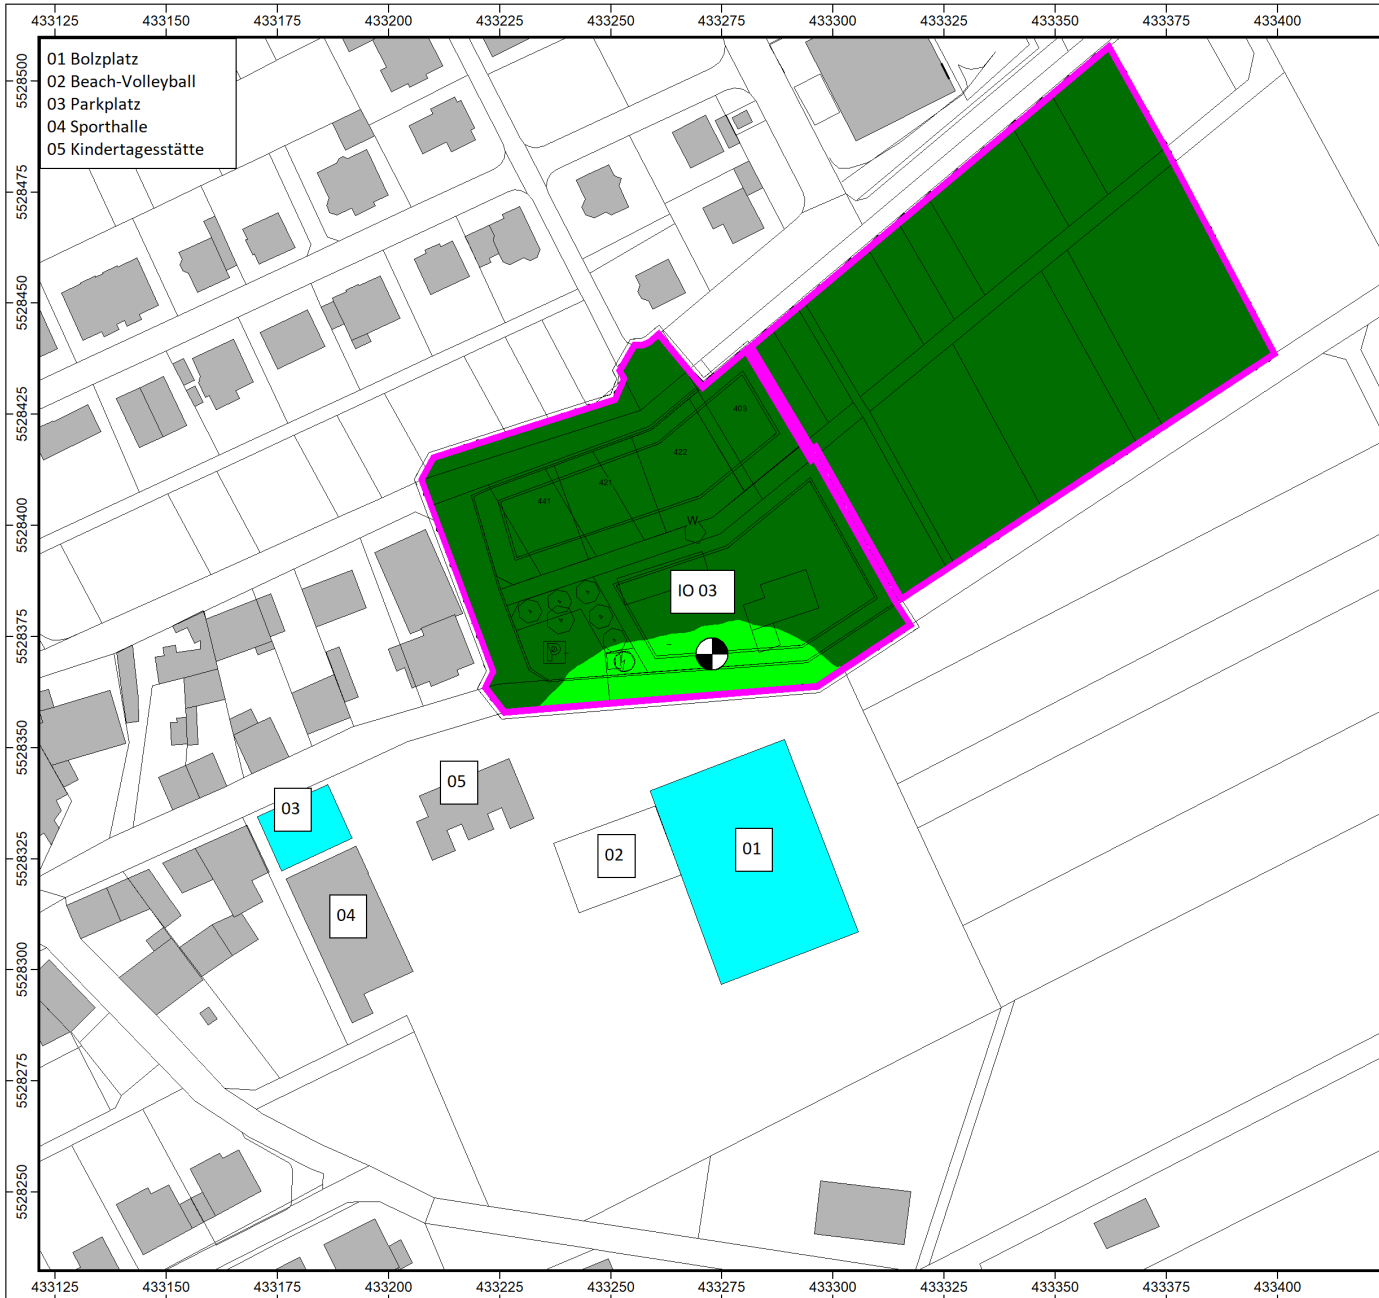 433125 433150 433175 433200 433225 433250 433275 433300 433325 433350 433375 433400
01 Bolzplatz
02 Beach-Volleyball
03 Parkplatz
04 Sporthalle
05 Kindertagesstätte
5528500
5528475
5528450
5528425
5528400
5528375
5528350
5528325
5528300
5528275
5528250
403
422
421
441
W
IO 03
P
05
03
02
01
04
433125 433150 433175 433200 433225 433250 433275 433300 433325 433350 433375 433400